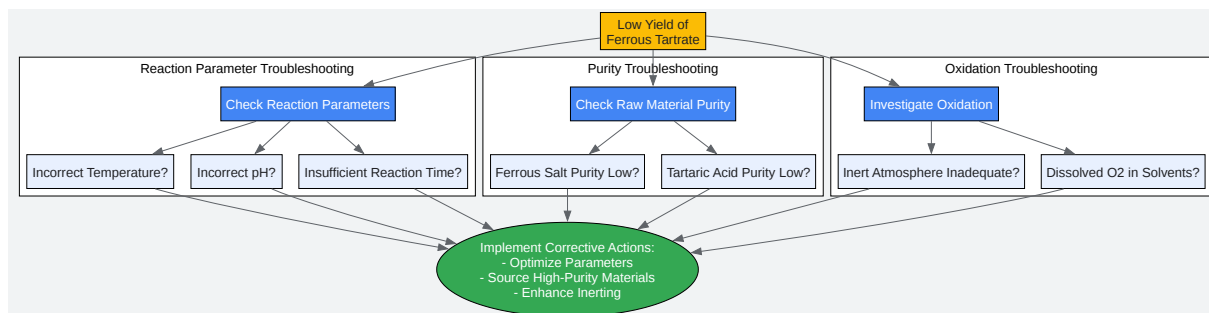 Low Yield of
Ferrous Tartrate
Reaction Parameter Troubleshooting
Purity Troubleshooting
Oxidation Troubleshooting
Check Reaction Parameters
Check Raw Material Purity
Investigate Oxidation
Incorrect Temperature?
Incorrect pH?
Insufficient Reaction Time?
Ferrous Salt Purity Low?
Tartaric Acid Purity Low?
Inert Atmosphere Inadequate?
Dissolved O2 in Solvents?
Implement Corrective Actions:
- Optimize Parameters
- Source High-Purity Materials
- Enhance Inerting